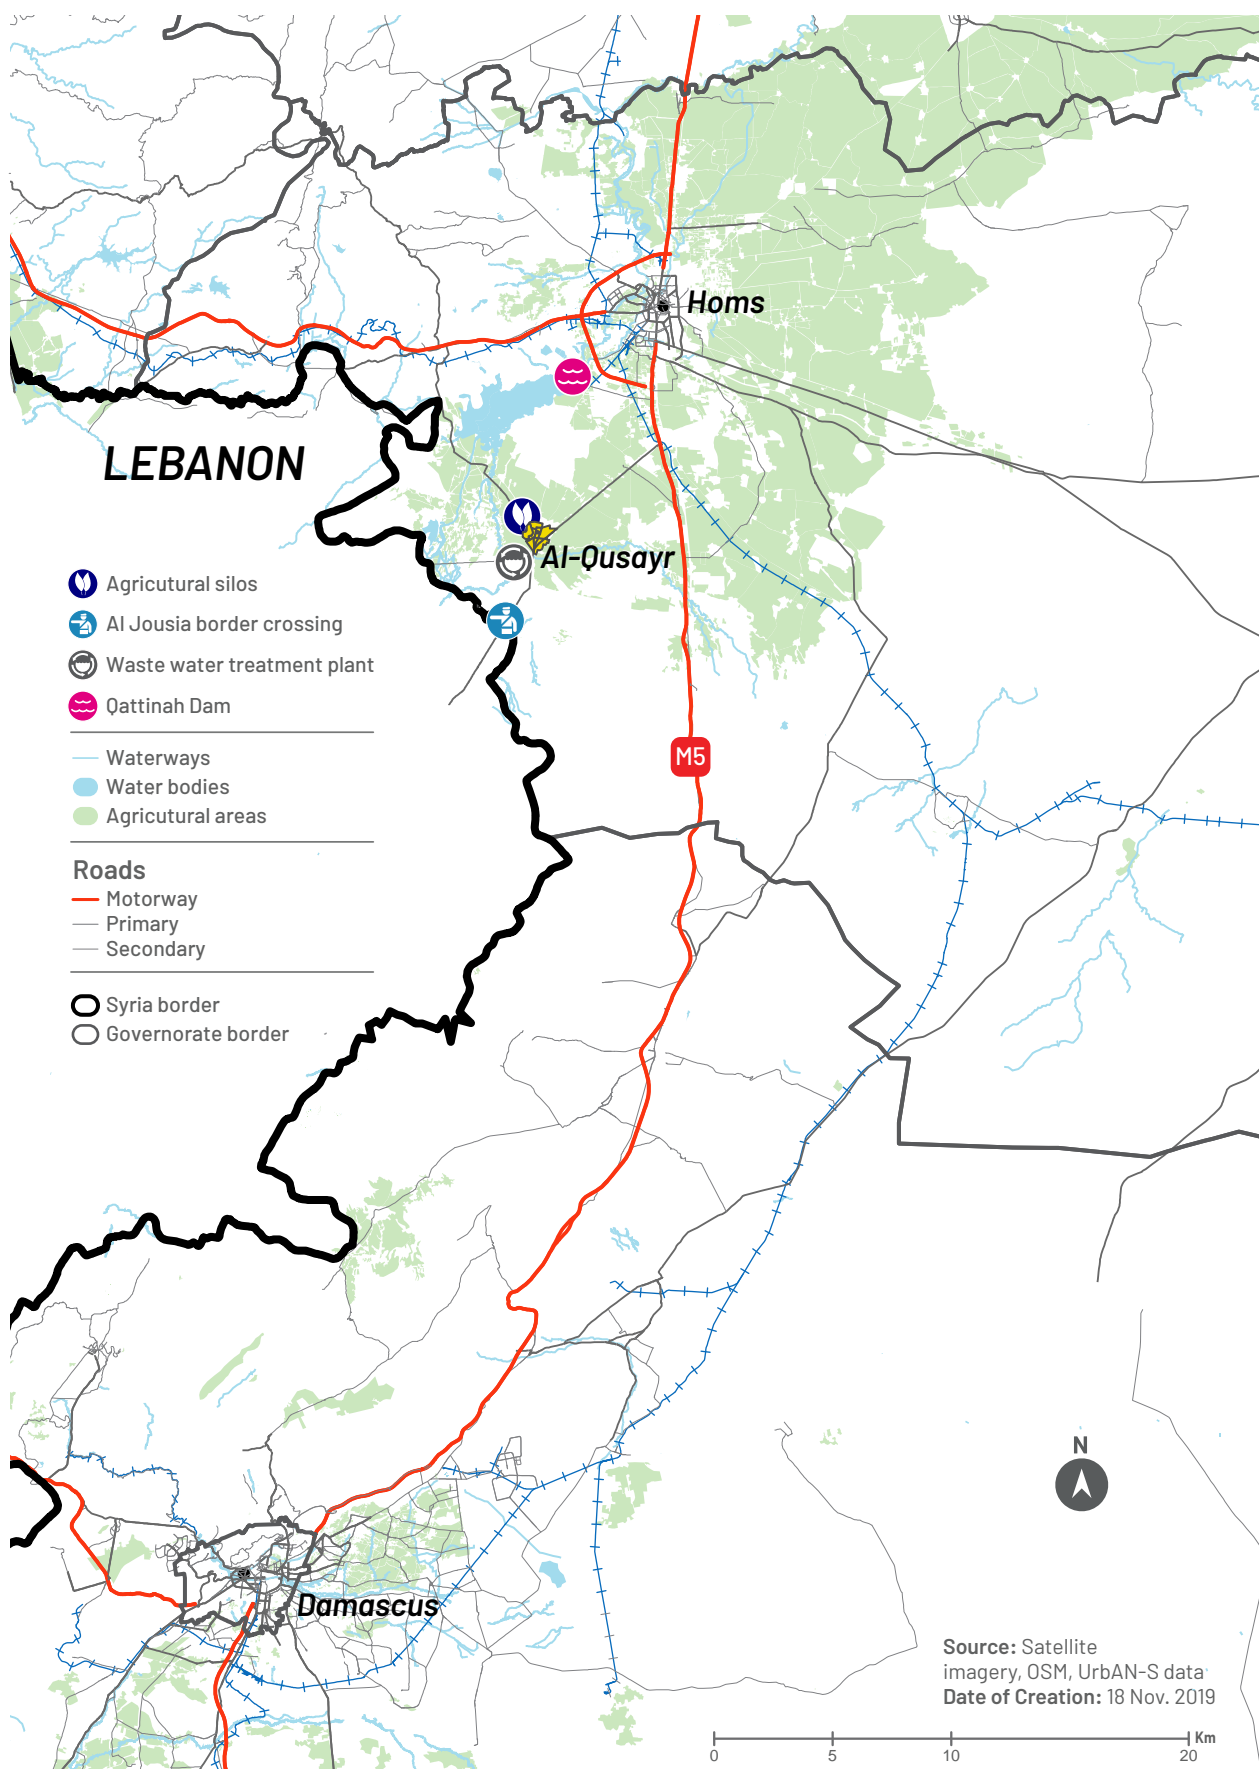 Homs
LEBANON
Al-Qusayr
Agricutural silos
Al Jousia border crossing
Waste water treatment plant
Qattinah Dam
M5
Waterways
Water bodies
Agricutural areas
Roads
Motorway
Primary
Secondary
Syria border
Governorate border
N
Damascus
Source: Satellite
imagery, OSM, UrbAN-S data
Date of Creation: 18 Nov. 2019
Km
0 5 10 20